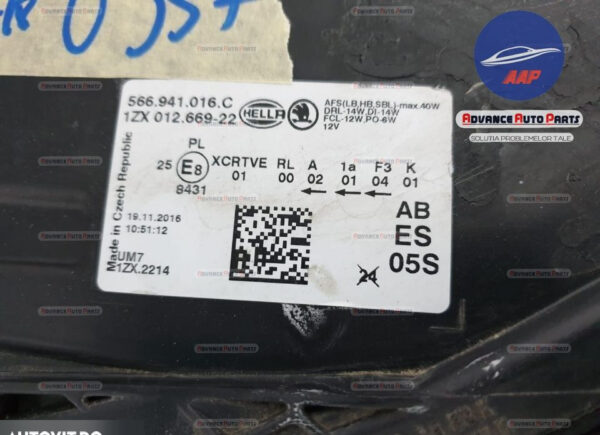 AAP
ADVANCE AUTO PARTS
SOLUTIA PROBLEMELOR TALE
566.941.016.C
1ZX 012.669-22
HELLA
AFS(LB,HB,SBL)-max.40W
DRL-14W,DI-14W
FCL-12W,PO-6W
12V
PL
25 E8 XCRTVE RL A 1a F3 K
8431 01 00 02 01 04 01
Made in Czech Republic
19.11.2016
10:51:12
UM7
1ZX.2214
AB
ES
05S
24
AUTOVIT.RO